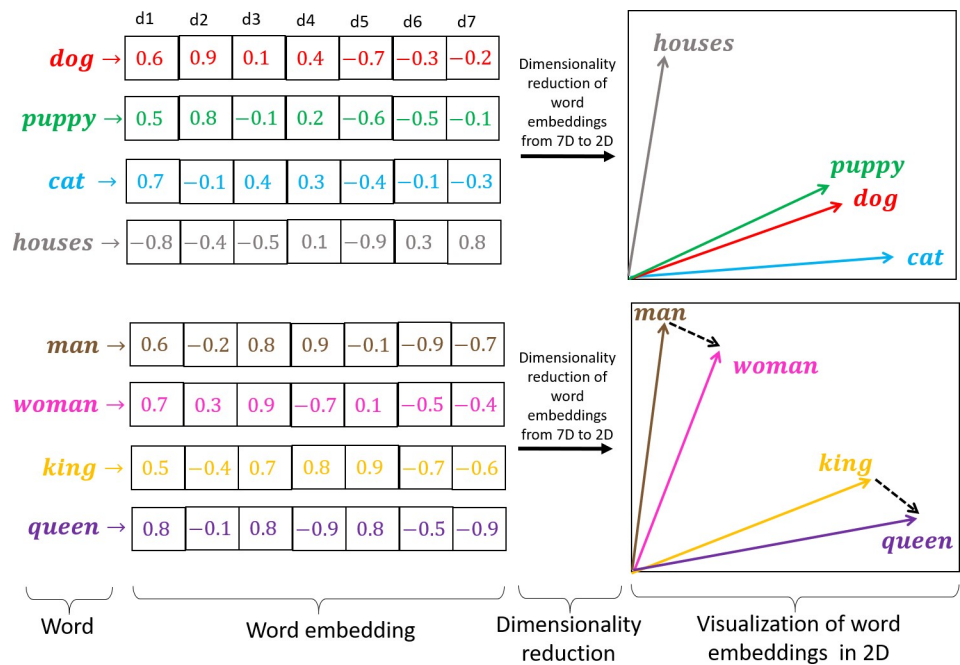 d1 d2 d3 d4 d5 d6 d7
dog → 0.6 0.9 0.1 0.4 −0.7 −0.3 −0.2
puppy → 0.5 0.8 −0.1 0.2 −0.6 −0.5 −0.1
cat → 0.7 −0.1 0.4 0.3 −0.4 −0.1 −0.3
houses → −0.8 −0.4 −0.5 0.1 −0.9 0.3 0.8
Dimensionality
reduction of
word
embeddings
from 7D to 2D
houses
puppy
dog
cat
man → 0.6 −0.2 0.8 0.9 −0.1 −0.9 −0.7
woman → 0.7 0.3 0.9 −0.7 0.1 −0.5 −0.4
king → 0.5 −0.4 0.7 0.8 0.9 −0.7 −0.6
queen → 0.8 −0.1 0.8 −0.9 0.8 −0.5 −0.9
Dimensionality
reduction of
word
embeddings
from 7D to 2D
man
woman
king
queen
Word
Word embedding
Dimensionality
reduction
Visualization of word
embeddings in 2D